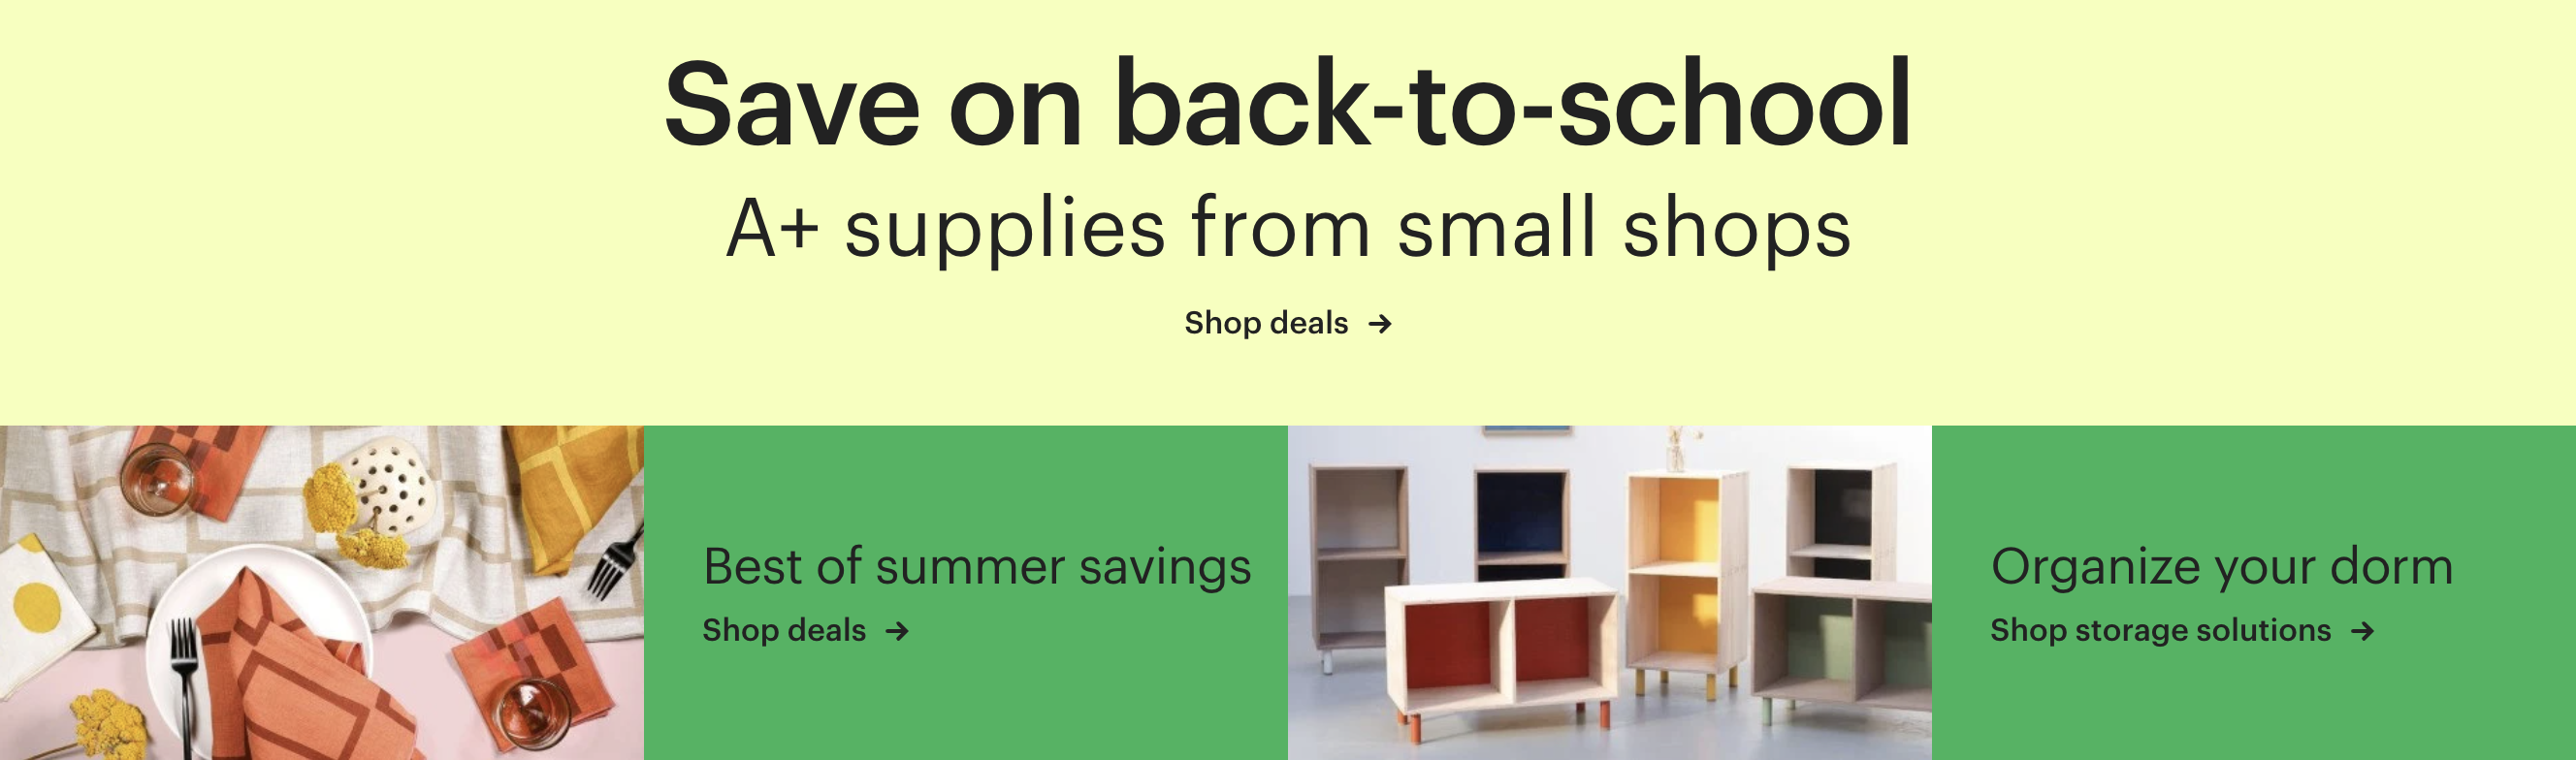 Save on back-to-school
A+ supplies from small shops
Shop deals →
Best of summer savings
Shop deals →
Organize your dorm
Shop storage solutions →